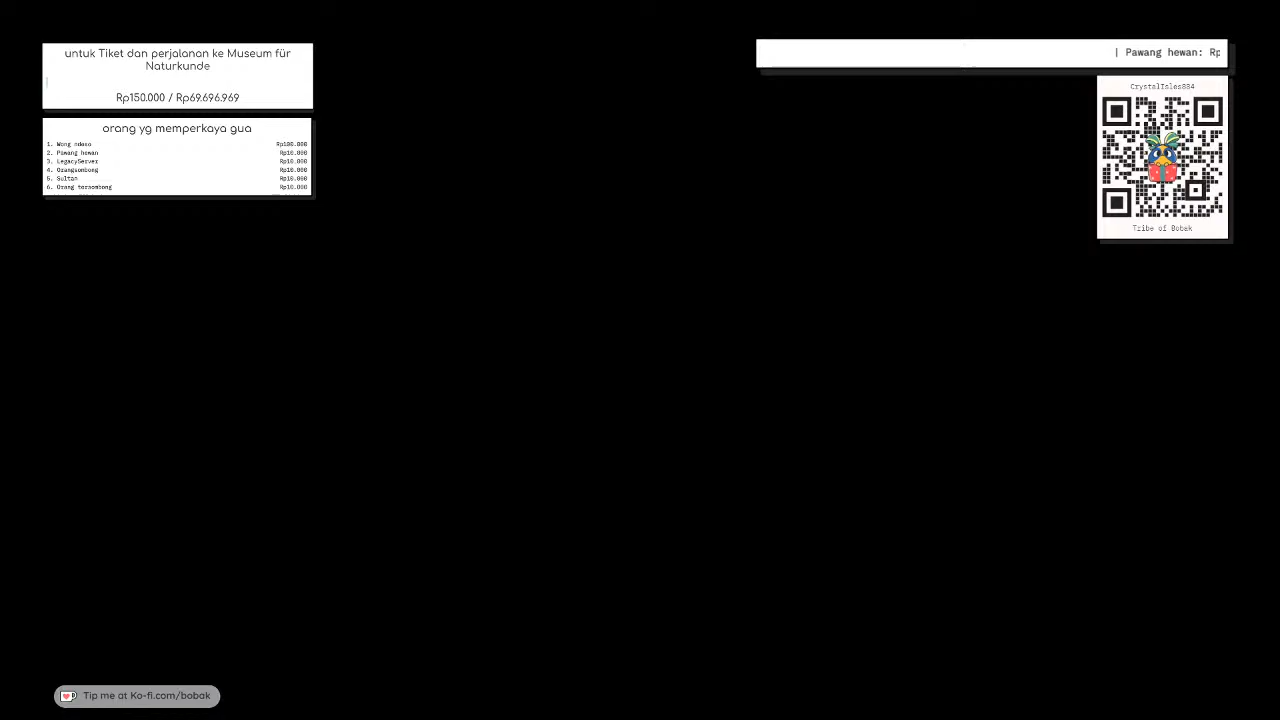 untuk Tiket dan perjalanan ke Museum für
Naturkunde
Rp150.000 / Rp69.696.969
orang yg memperkaya gua
1. Wong ndeso Rp100.000
2. Pawang hewan Rp10.000
3. LegacyServer Rp10.000
4. Orang sombong Rp10.000
5. Sultan Rp10.000
6. Orang tersombong Rp10.000
| Pawang hewan: Rp
CrystalIsles884
Tribe of Bobak
Tip me at Ko-fi.com/bobak